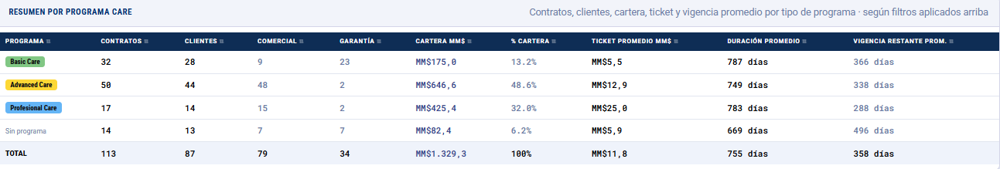 RESUMEN POR PROGRAMA CARE Contratos, clientes, cartera, ticket y vigencia promedio por tipo de programa · según filtros aplicados arriba
PROGRAMA CONTRATOS CLIENTES COMERCIAL GARANTÍA CARTERA MM$ % CARTERA TICKET PROMEDIO MM$ DURACIÓN PROMEDIO VIGENCIA RESTANTE PROM.
Basic Care 32 28 9 23 MM$175,0 13.2% MM$5,5 787 días 366 días
Advanced Care 50 44 48 2 MM$646,6 48.6% MM$12,9 749 días 338 días
Profesional Care 17 14 15 2 MM$425,4 32.0% MM$25,0 783 días 288 días
Sin programa 14 13 7 7 MM$82,4 6.2% MM$5,9 669 días 496 días
TOTAL 113 87 79 34 MM$1.329,3 100% MM$11,8 755 días 358 días